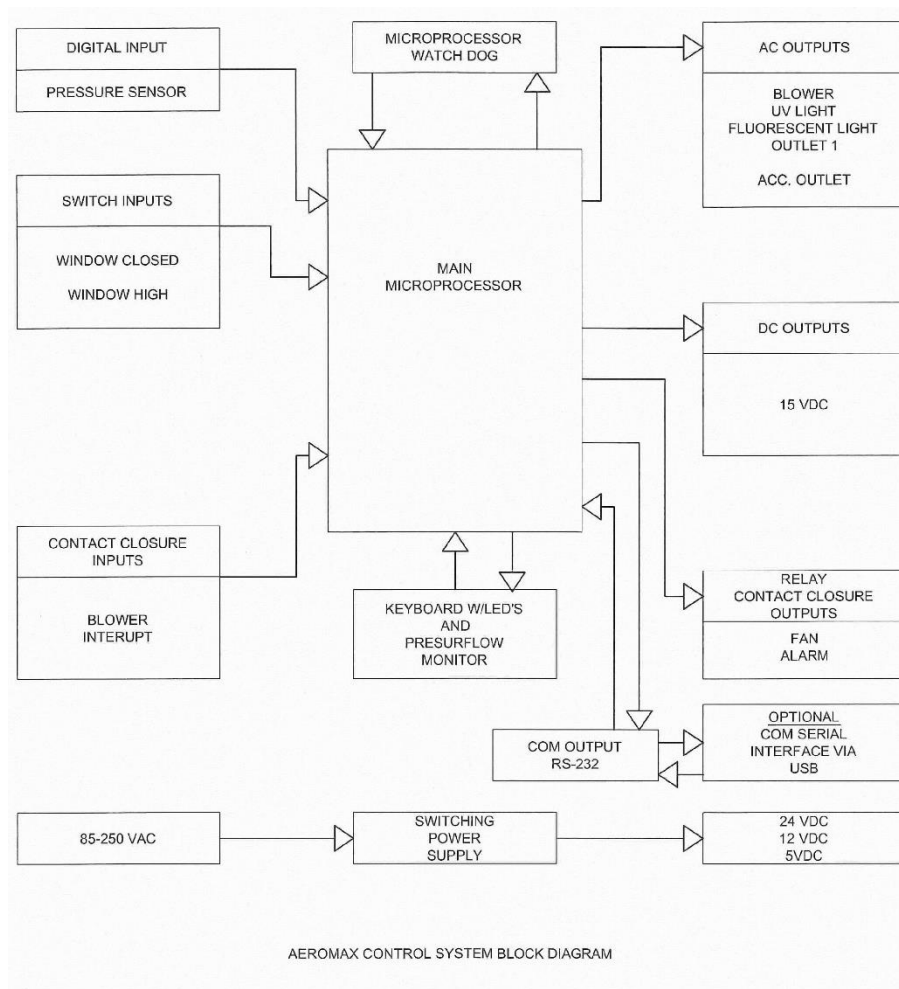 DIGITAL INPUT
PRESSURE SENSOR
MICROPROCESSOR
WATCH DOG
AC OUTPUTS
BLOWER
UV LIGHT
FLUORESCENT LIGHT
OUTLET 1
ACC. OUTLET
SWITCH INPUTS
WINDOW CLOSED
WINDOW HIGH
MAIN
MICROPROCESSOR
DC OUTPUTS
15 VDC
CONTACT CLOSURE
INPUTS
BLOWER
INTERUPT
KEYBOARD W/LED'S
AND
PRESURFLOW
MONITOR
RELAY
CONTACT CLOSURE
OUTPUTS
FAN
ALARM
COM OUTPUT
RS-232
OPTIONAL
COM SERIAL
INTERFACE VIA
USB
85-250 VAC
SWITCHING
POWER
SUPPLY
24 VDC
12 VDC
5VDC
AEROMAX CONTROL SYSTEM BLOCK DIAGRAM